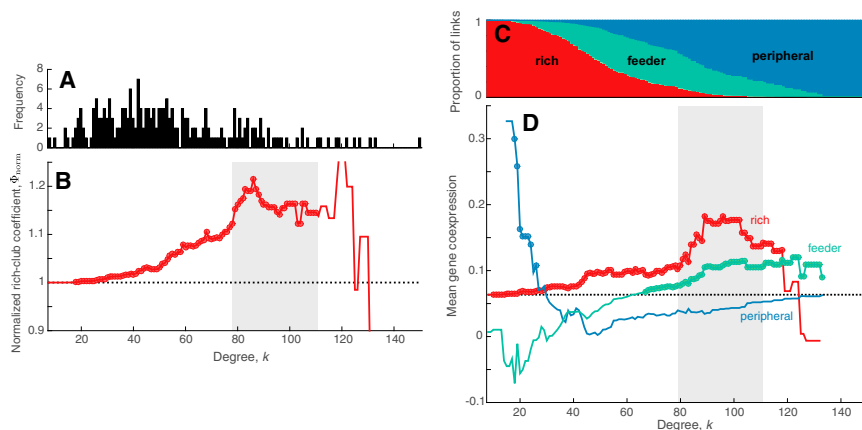 A
Frequency
8
6
4
2
0
B
Normalized rich-club coefficient, Φnorm
1.2
1.1
1
0.9
20 40 60 80 100 120 140
Degree, k
C
Proportion of links
1
0
rich feeder peripheral
D
Mean gene coexpression
0.3
0.2
0.1
0
-0.1
rich
feeder
peripheral
20 40 60 80 100 120 140
Degree, k